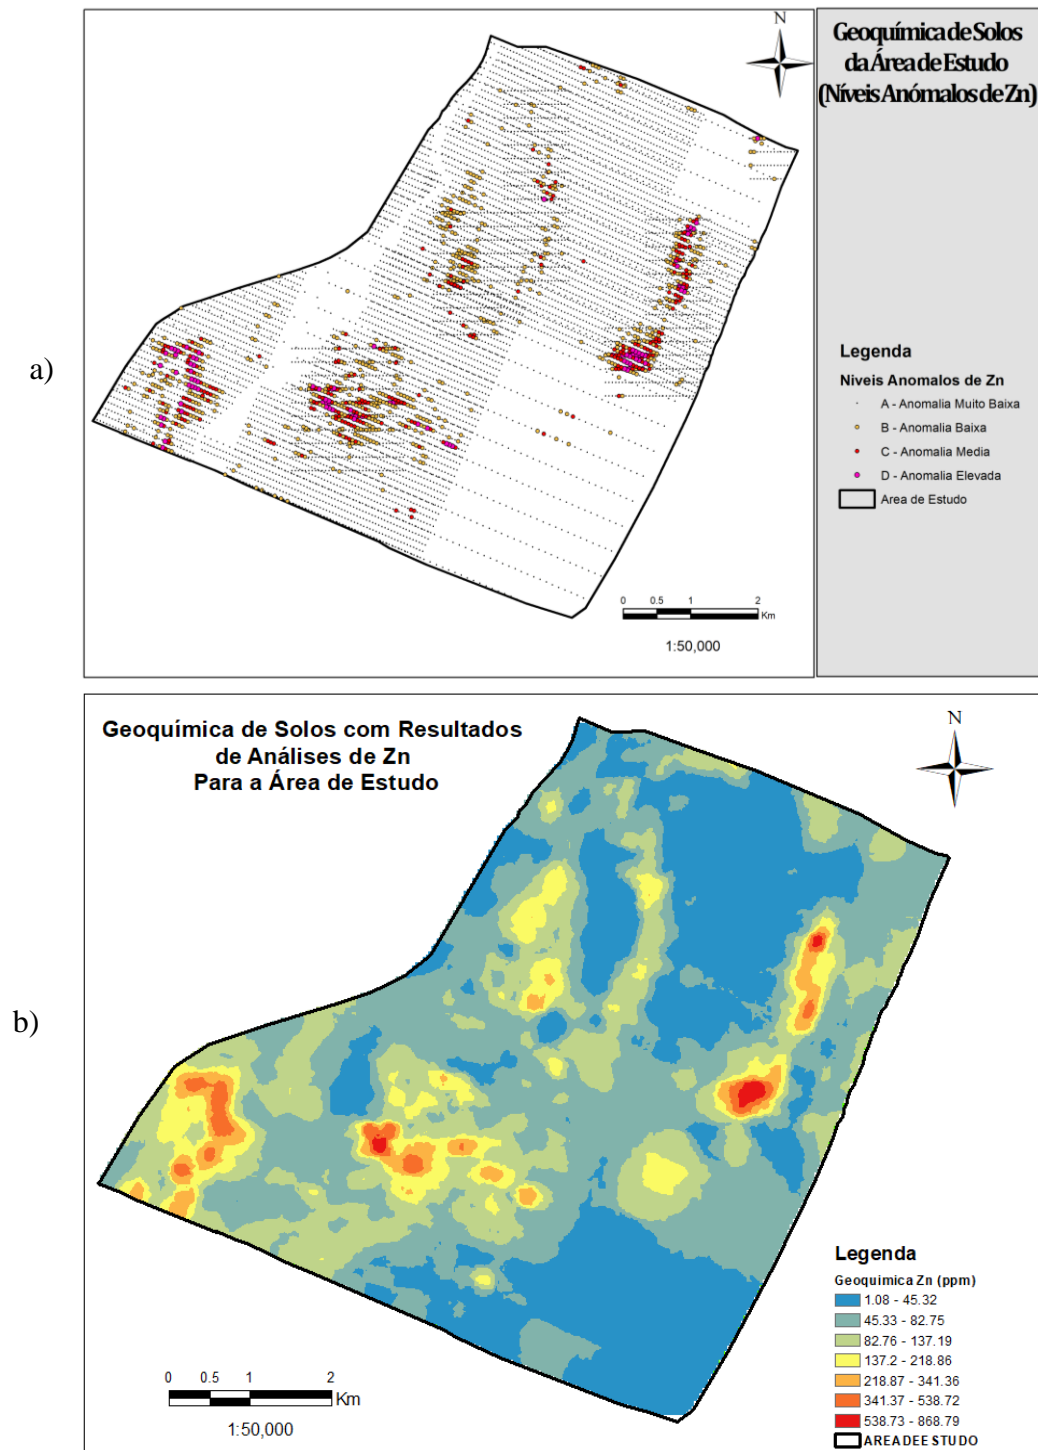 N
Geoquímica de Solos
da Área de Estudo
(Níveis Anómalos de Zn)
a)
Legenda
Niveis Anomalos de Zn
A - Anomalia Muito Baixa
B - Anomalia Baixa
C - Anomalia Media
D - Anomalia Elevada
Area de Estudo
0 0.5 1 2
Km
1:50,000
Geoquímica de Solos com Resultados
de Análises de Zn
Para a Área de Estudo
N
b)
Legenda
Geoquimica Zn (ppm)
1.08 - 45.32
45.33 - 82.75
82.76 - 137.19
137.2 - 218.86
218.87 - 341.36
341.37 - 538.72
538.73 - 868.79
AREA DEE STUDO
0 0.5 1 2
Km
1:50,000